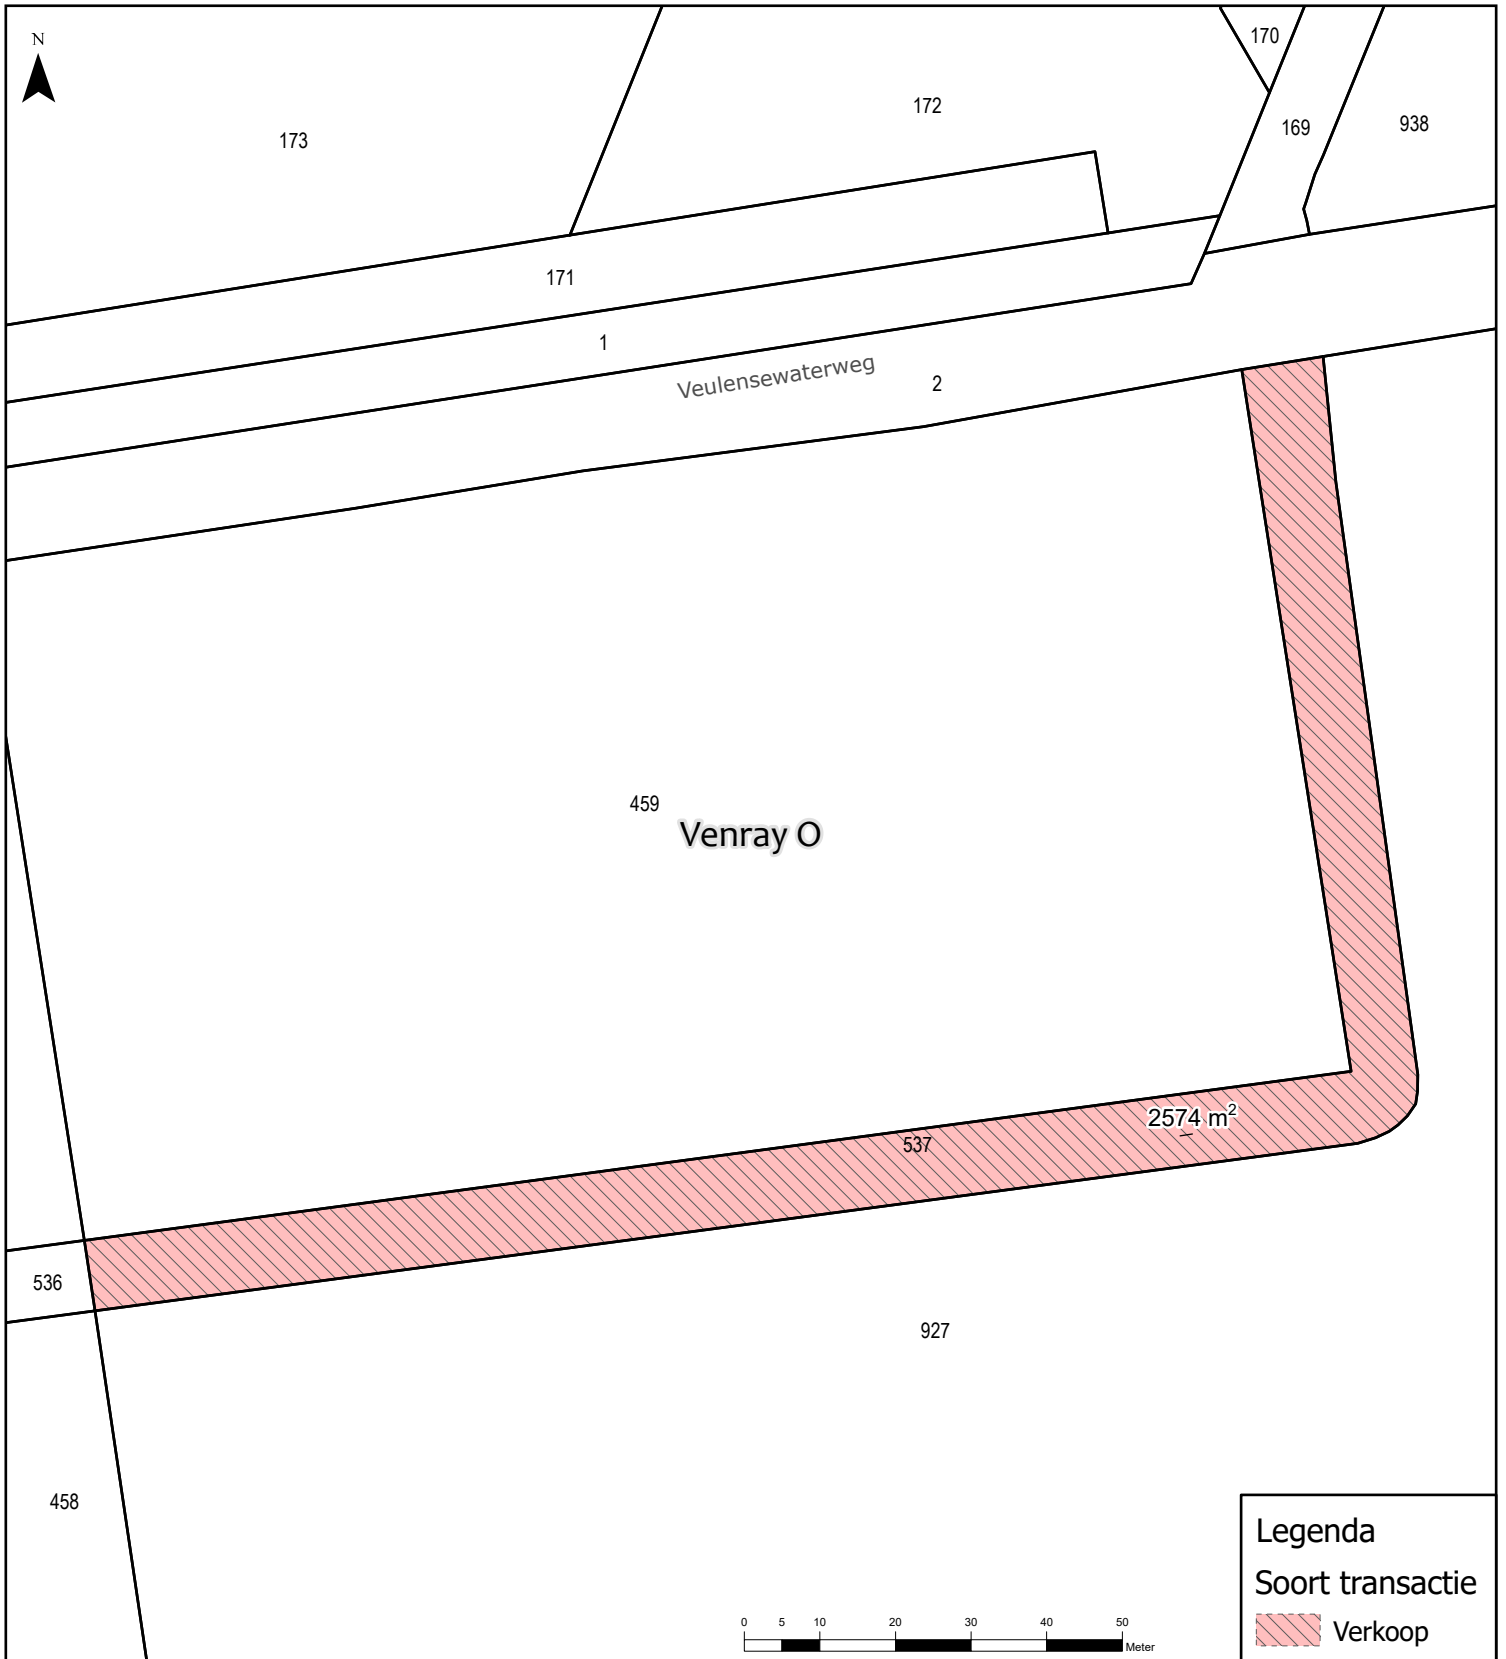 N
170
172
169
938
173
171
1
Veulensewaterweg
2
459
Venray O
2574 m²
537
536
927
458
Legenda
Soort transactie
Verkoop
0 5 10 20 30 40 50
Meter